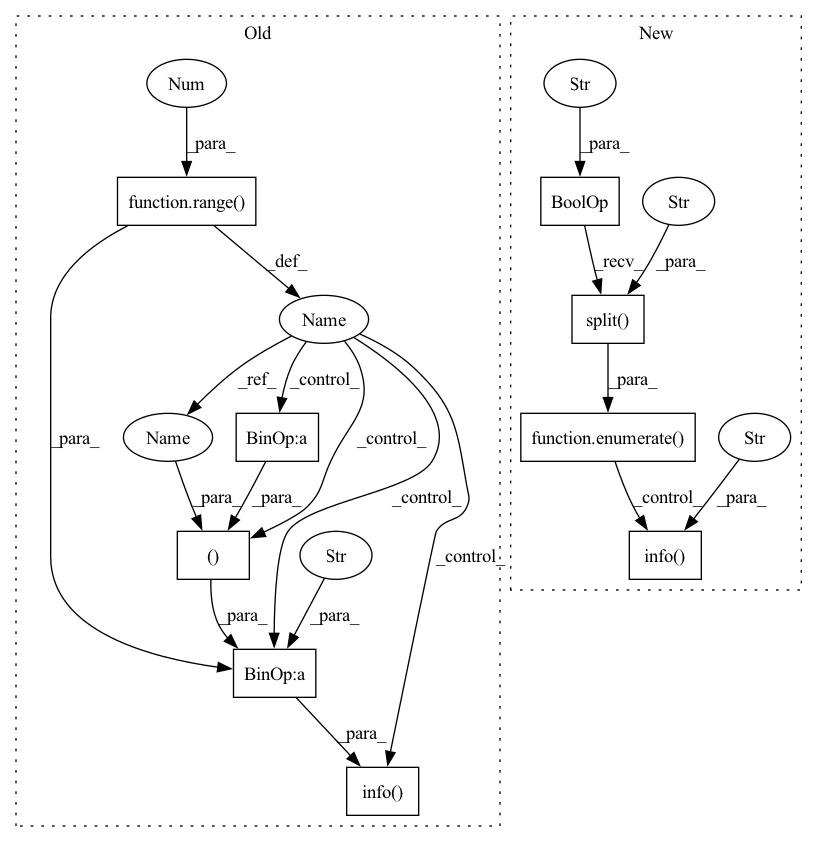 Old
New
Num
Str
_para_
_para_
function.range()
BoolOp
Str
_def_
_recv_
_para_
Name
split()
_ref_
_control_
_para_
_para_
_control_
Name
BinOp:a
function.enumerate()
Str
_control_
_para_
_para_
_control_
_para_
_control_
()
Str
info()
_para_
_para_
BinOp:a
_para_
info()